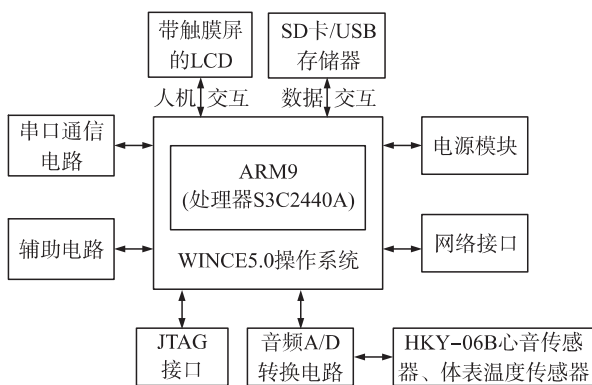 带触膜屏
的LCD
SD卡/USB
存储器
人机 交互
数据 交互
串口通信
电路
ARM9
(处理器S3C2440A)
电源模块
辅助电路
WINCE5.0操作系统
网络接口
JTAG
接口
音频A/D
转换电路
HKY-06B心音传感
器、体表温度传感器